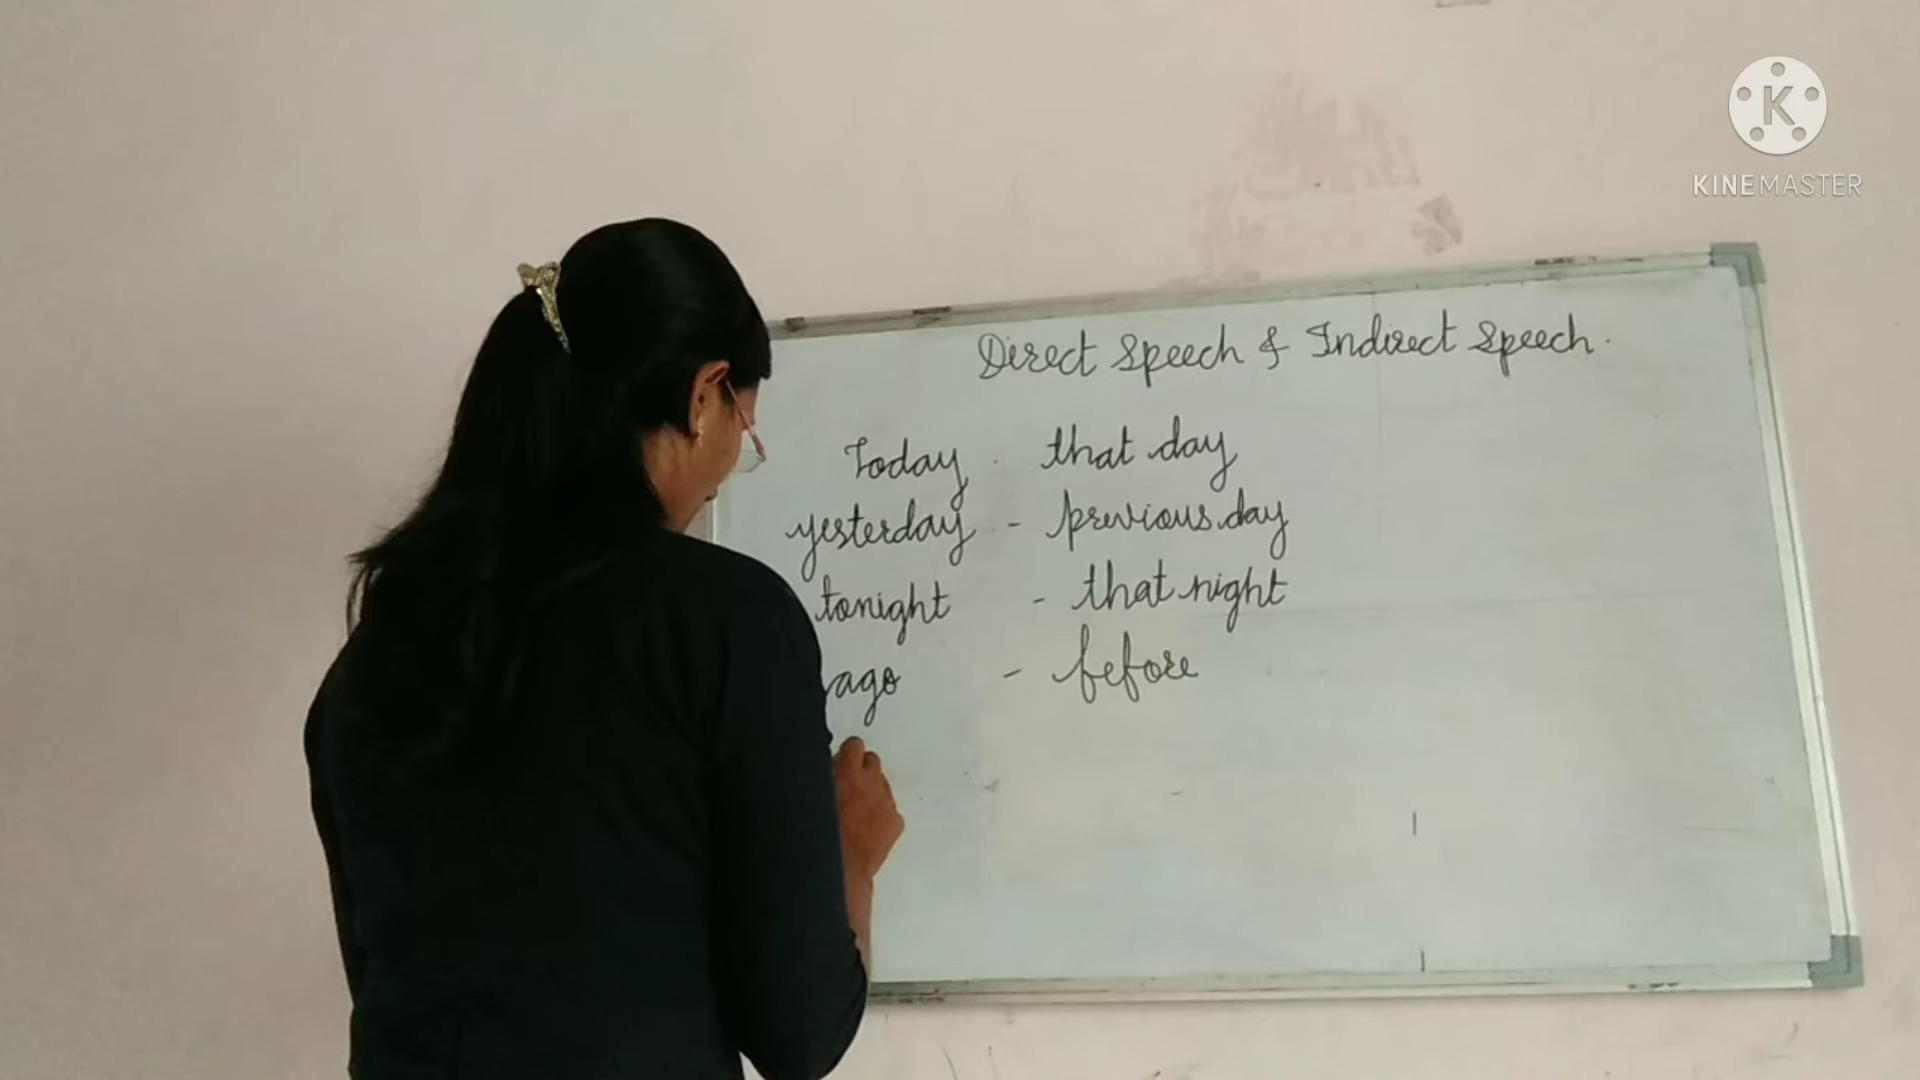 K
KINEMASTER
Direct Speech & Indirect Speech.
Today - that day
yesterday - previous day
tonight - that night
ago - before